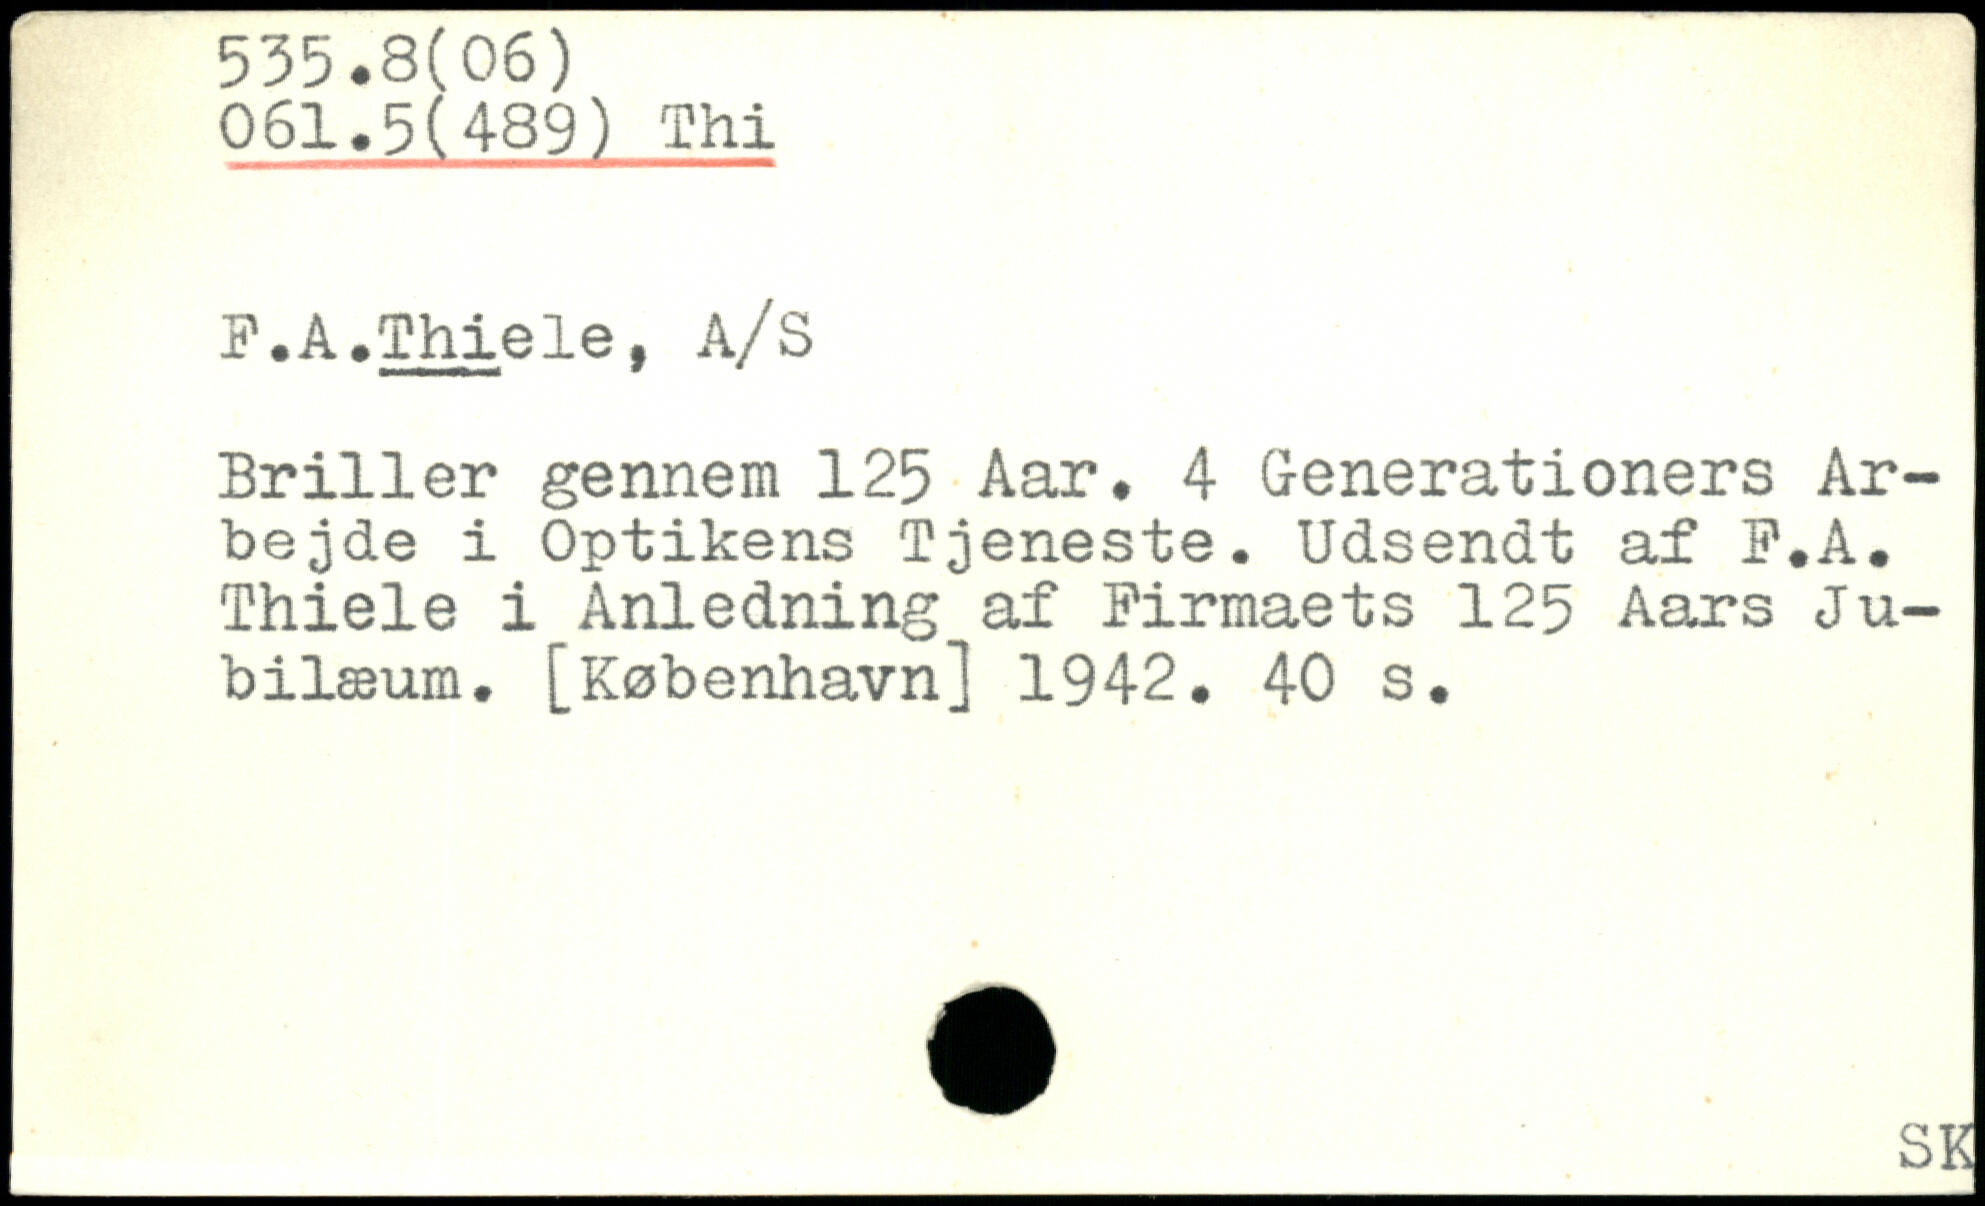 535.8(06)
061.5(489) Thi
F.A.Thiele, A/S
Briller gennem 125 Aar. 4 Generationers Ar-
bejde i Optikens Tjeneste. Udsendt af F.A.
Thiele i Anledning af Firmaets 125 Aars Ju-
bilæum. [København] 1942. 40 s.
SK